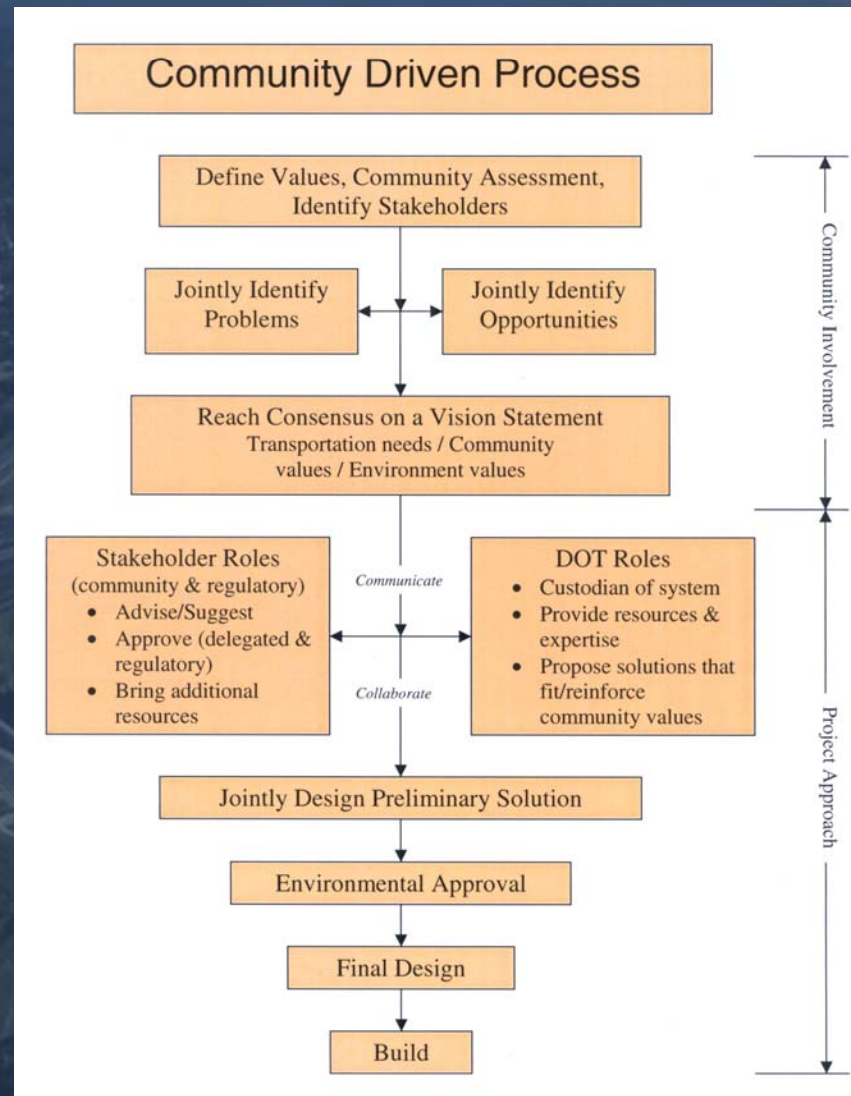 Community Driven Process
Define Values, Community Assessment,
Identify Stakeholders
Jointly Identify
Problems
Jointly Identify
Opportunities
Reach Consensus on a Vision Statement
Transportation needs / Community
values / Environment values
Community Involvement
Stakeholder Roles
(community & regulatory)
• Advise/Suggest
• Approve (delegated &
regulatory)
• Bring additional
resources
Communicate
Collaborate
DOT Roles
• Custodian of system
• Provide resources &
expertise
• Propose solutions that
fit/reinforce
community values
Project Approach
Jointly Design Preliminary Solution
Environmental Approval
Final Design
Build